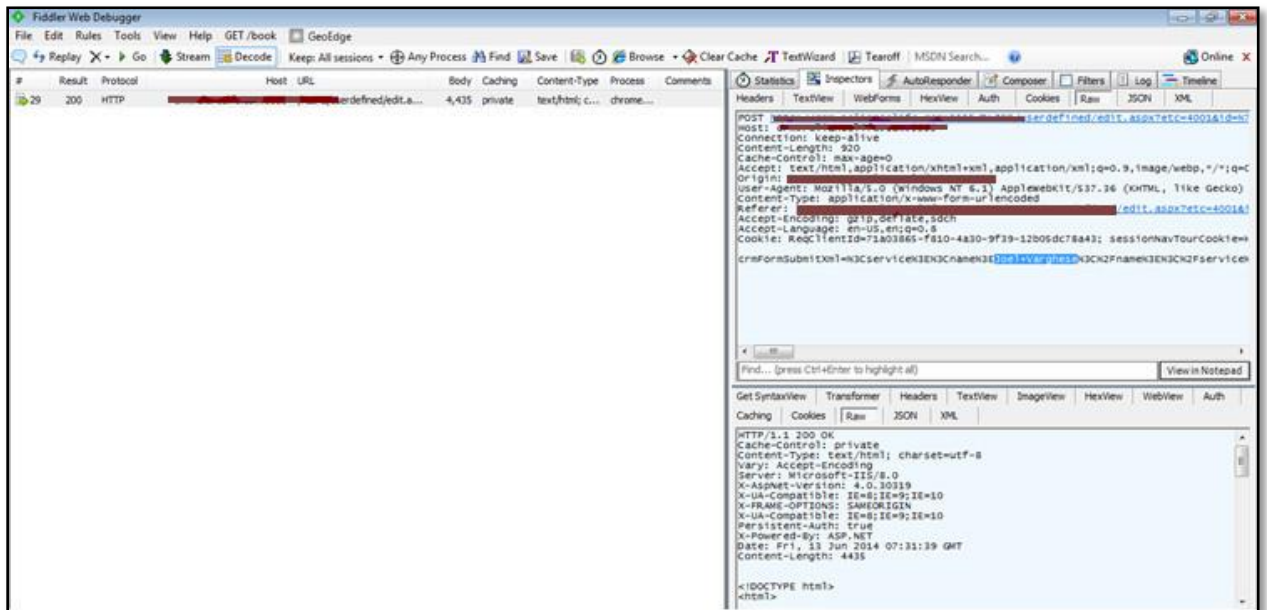 Fiddler Web Debugger
File Edit Rules Tools View Help GET /book GeoEdge
Replay X Go Stream Decode Keep: All sessions Any Process Find Save Browse Clear Cache TextWizard Tearoff MSDN Search... Online X
# Result Protocol Host URL Body Caching Content-Type Process Comments
29 200 HTTP erdefined/edit.a... 4,435 private text/html; c... chrome...
Statistics Inspectors AutoResponder Composer Filters Log Timeline
Headers TextView WebForms HexView Auth Cookies Raw JSON XML
POST userdefined/edit.aspx?etc=4001&id=%7
Host:
Connection: keep-alive
Content-Length: 920
Cache-Control: max-age=0
Accept: text/html,application/xhtml+xml,application/xml;q=0.9,image/webp,*/*;q=0
Origin:
User-Agent: Mozilla/5.0 (Windows NT 6.1) AppleWebKit/537.36 (KHTML, like Gecko)
Content-Type: application/x-www-form-urlencoded
Referer: /edit.aspx?etc=4001&i
Accept-Encoding: gzip,deflate,sdch
Accept-Language: en-US,en;q=0.8
Cookie: ReqClientId=71a03865-f810-4a30-9f39-12b05dc78a43; sessionNavTourCookie=
crmFormSubmitXml=%3Cservice%3E%3Cname%3EJoel+Varghese%3C%2Fname%3E%3C%2Fservice%
Find... (press Ctrl+Enter to highlight all) View in Notepad
Get SyntaxView Transformer Headers TextView ImageView HexView WebView Auth
Caching Cookies Raw JSON XML
HTTP/1.1 200 OK
Cache-Control: private
Content-Type: text/html; charset=utf-8
Vary: Accept-Encoding
Server: Microsoft-IIS/8.0
X-AspNet-Version: 4.0.30319
X-UA-Compatible: IE=8;IE=9;IE=10
X-FRAME-OPTIONS: SAMEORIGIN
X-UA-Compatible: IE=8;IE=9;IE=10
Persistent-Auth: true
X-Powered-By: ASP.NET
Date: Fri, 13 Jun 2014 07:31:39 GMT
Content-Length: 4435
<!DOCTYPE html>
<html>